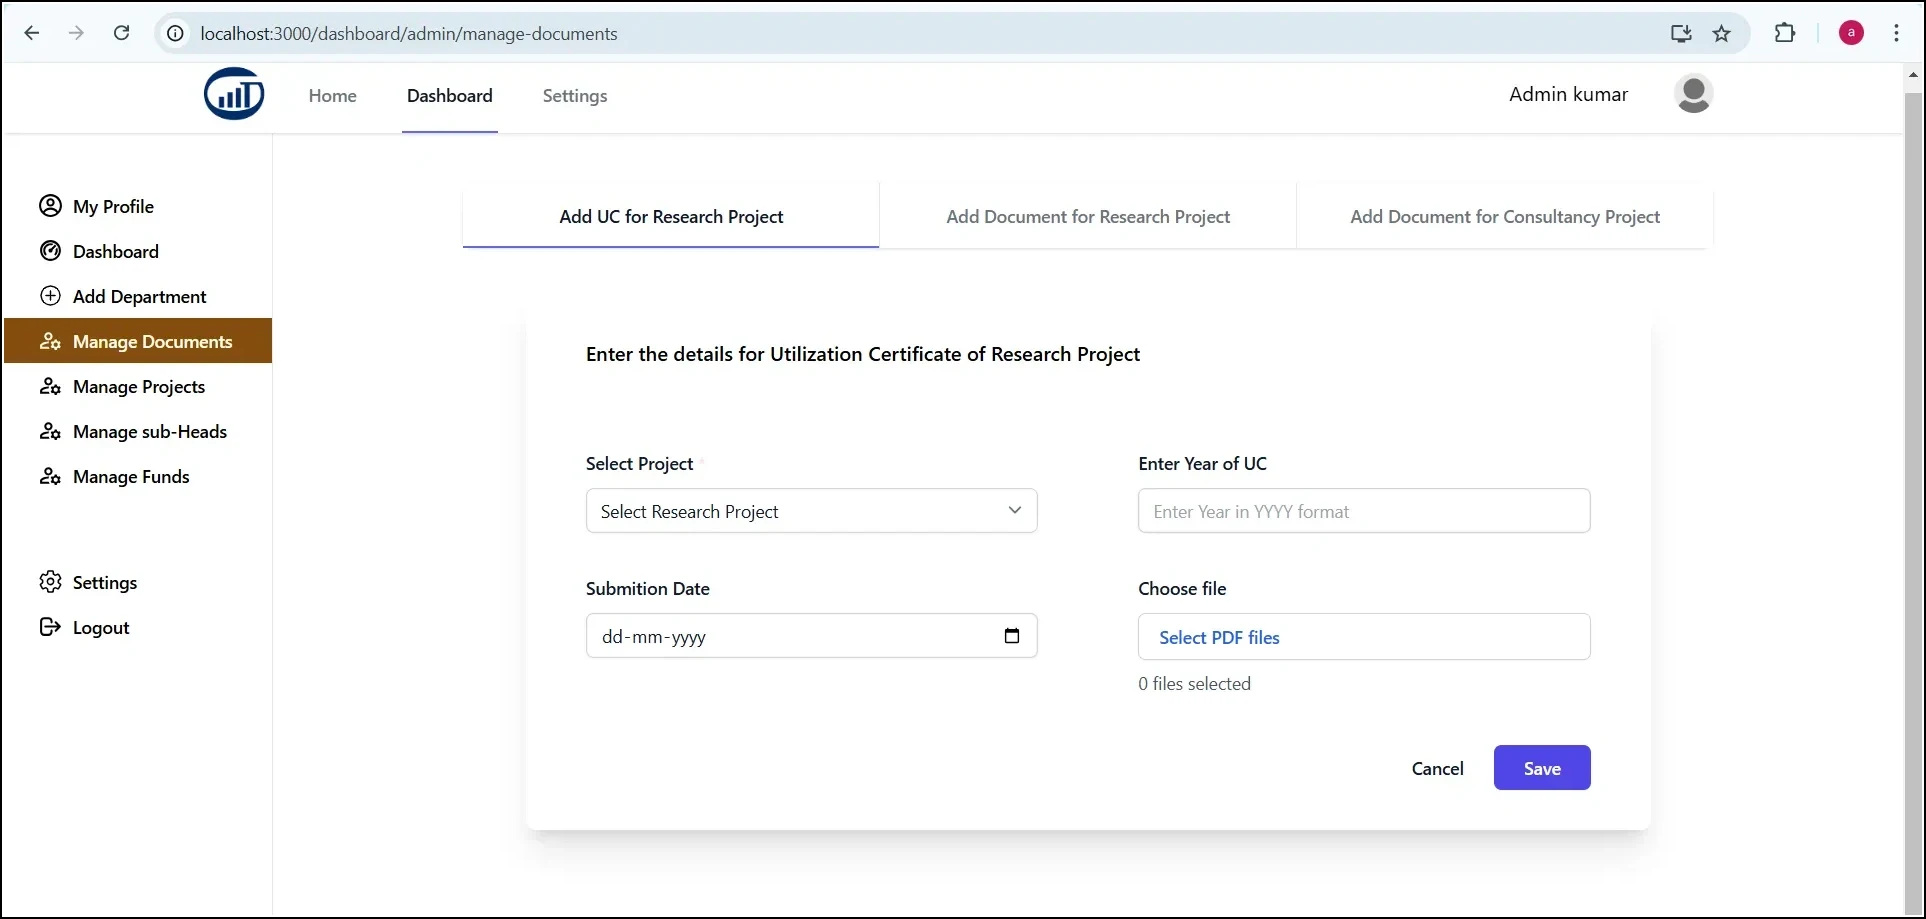 localhost:3000/dashboard/admin/manage-documents
a
Home Dashboard Settings Admin kumar
My Profile
Dashboard
Add Department
Manage Documents
Manage Projects
Manage sub-Heads
Manage Funds
Settings
Logout
Add UC for Research Project Add Document for Research Project Add Document for Consultancy Project
Enter the details for Utilization Certificate of Research Project
Select Project *
Select Research Project
Enter Year of UC
Enter Year in YYYY format
Submition Date
dd-mm-yyyy
Choose file
Select PDF files
0 files selected
Cancel Save